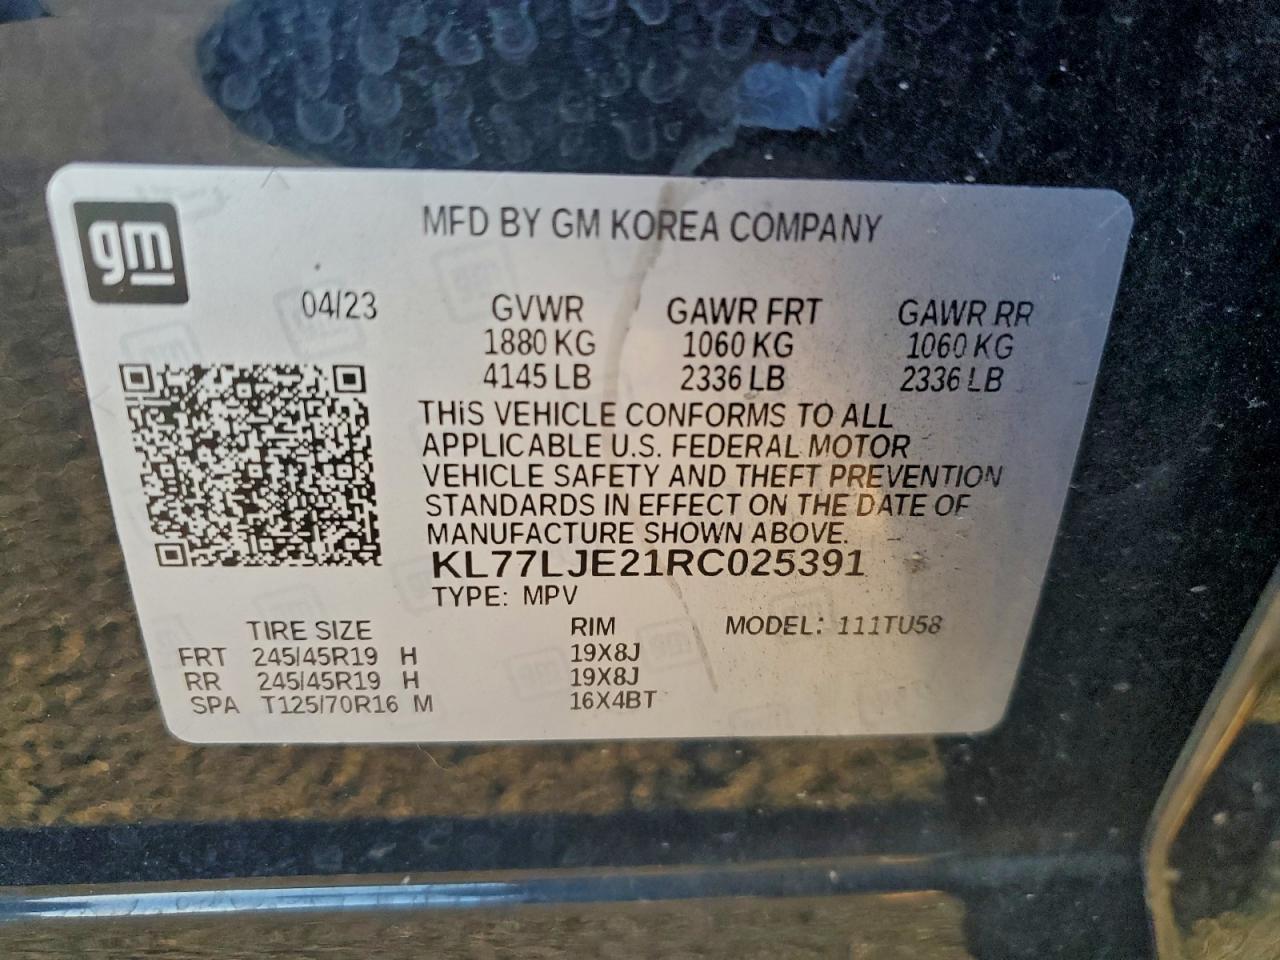 gm
MFD BY GM KOREA COMPANY
04/23 GVWR GAWR FRT GAWR RR
1880 KG 1060 KG 1060 KG
4145 LB 2336 LB 2336 LB
THiS VEHICLE CONFORMS TO ALL
APPLICABLE U.S. FEDERAL MOTOR
VEHICLE SAFETY AND THEFT PREVENTION
STANDARDS IN EFFECT ON THE DATE OF
MANUFACTURE SHOWN ABOVE.
KL77LJE21RC025391
TYPE: MPV
TIRE SIZE RIM MODEL: 111TU58
FRT 245/45R19 H 19X8J
RR 245/45R19 H 19X8J
SPA T125/70R16 M 16X4BT